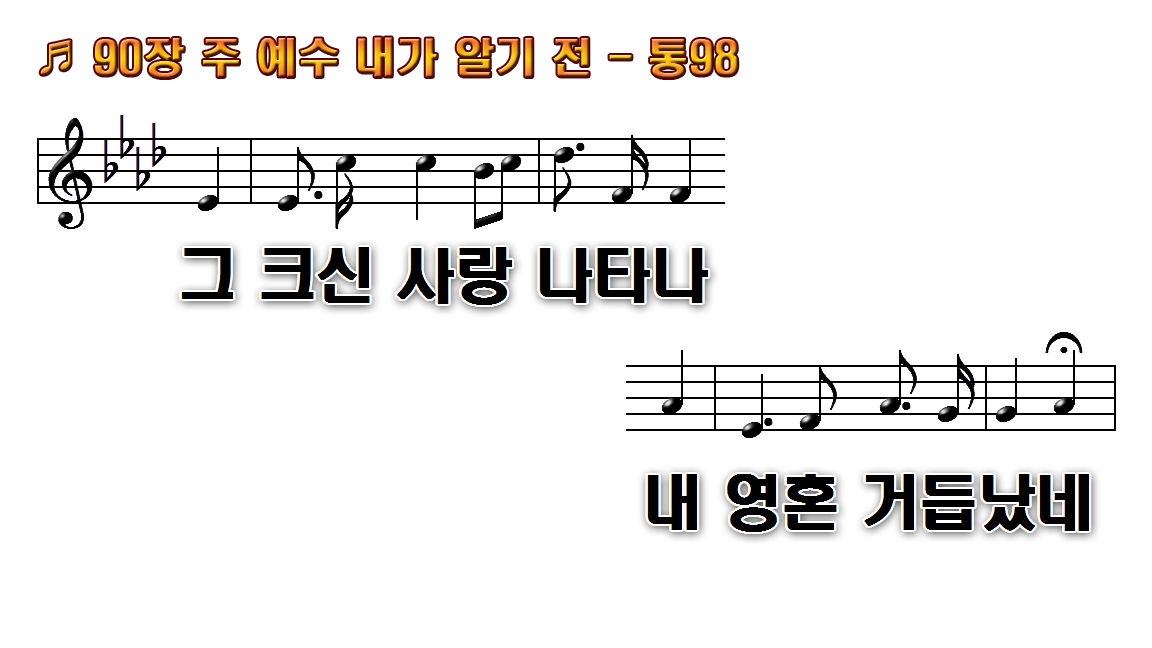 ♬ 90장 주 예수 내가 알기 전 - 통98
그 크신 사랑 나타나
내 영혼 거듭났네